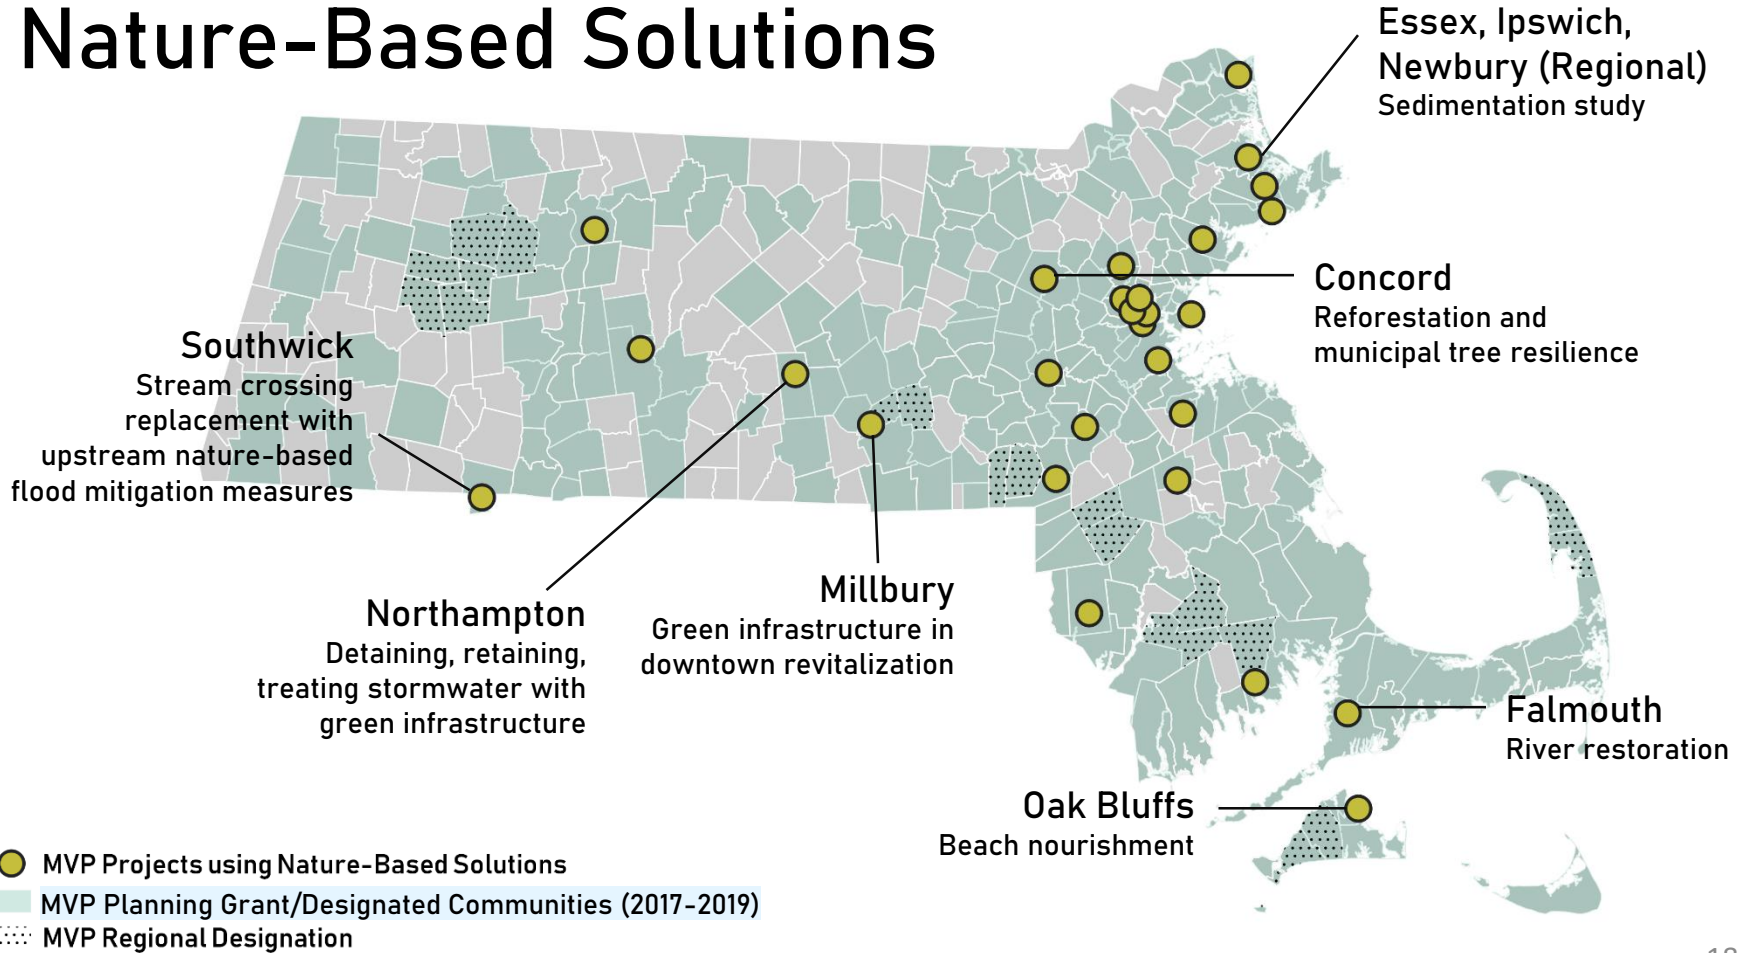 Nature-Based Solutions
Essex, Ipswich,
Newbury (Regional)
Sedimentation study
Concord
Reforestation and
municipal tree resilience
Southwick
Stream crossing
replacement with
upstream nature-based
flood mitigation measures
Northampton
Detaining, retaining,
treating stormwater with
green infrastructure
Millbury
Green infrastructure in
downtown revitalization
Falmouth
River restoration
Oak Bluffs
Beach nourishment
MVP Projects using Nature-Based Solutions
MVP Planning Grant/Designated Communities (2017-2019)
MVP Regional Designation